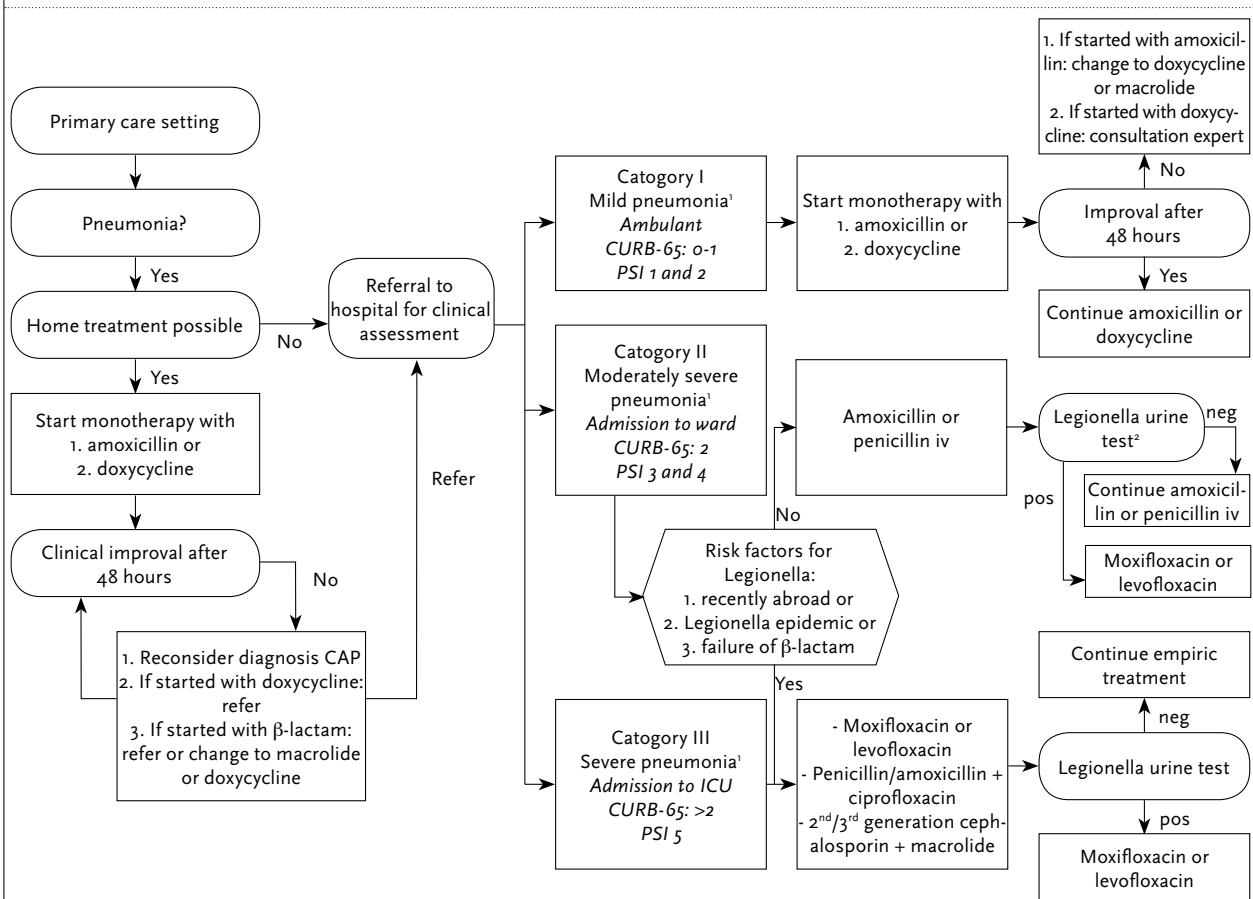 Primary care setting
Pneumonia?
Yes
Home treatment possible
No
Yes
Start monotherapy with
1. amoxicillin or
2. doxycycline
Clinical improval after
48 hours
No
1. Reconsider diagnosis CAP
2. If started with doxycycline:
refer
3. If started with β-lactam:
refer or change to macrolide
or doxycycline
Refer
Referral to
hospital for clinical
assessment
Catogory I
Mild pneumonia¹
Ambulant
CURB-65: 0-1
PSI 1 and 2
Start monotherapy with
1. amoxicillin or
2. doxycycline
Improval after
48 hours
No
1. If started with amoxicil-
lin: change to doxycycline
or macrolide
2. If started with doxycy-
cline: consultation expert
Yes
Continue amoxicillin or
doxycycline
Catogory II
Moderately severe
pneumonia¹
Admission to ward
CURB-65: 2
PSI 3 and 4
Risk factors for
Legionella:
1. recently abroad or
2. Legionella epidemic or
3. failure of β-lactam
No
Amoxicillin or
penicillin iv
Legionella urine
test²
neg
Continue amoxicil-
lin or penicillin iv
pos
Moxifloxacin or
levofloxacin
Yes
Category III
Severe pneumonia¹
Admission to ICU
CURB-65: >2
PSI 5
- Moxifloxacin or
levofloxacin
- Penicillin/amoxicillin +
ciprofloxacin
- 2nd/3rd generation ceph-
alosporin + macrolide
Legionella urine test
neg
Continue empiric
treatment
pos
Moxifloxacin or
levofloxacin